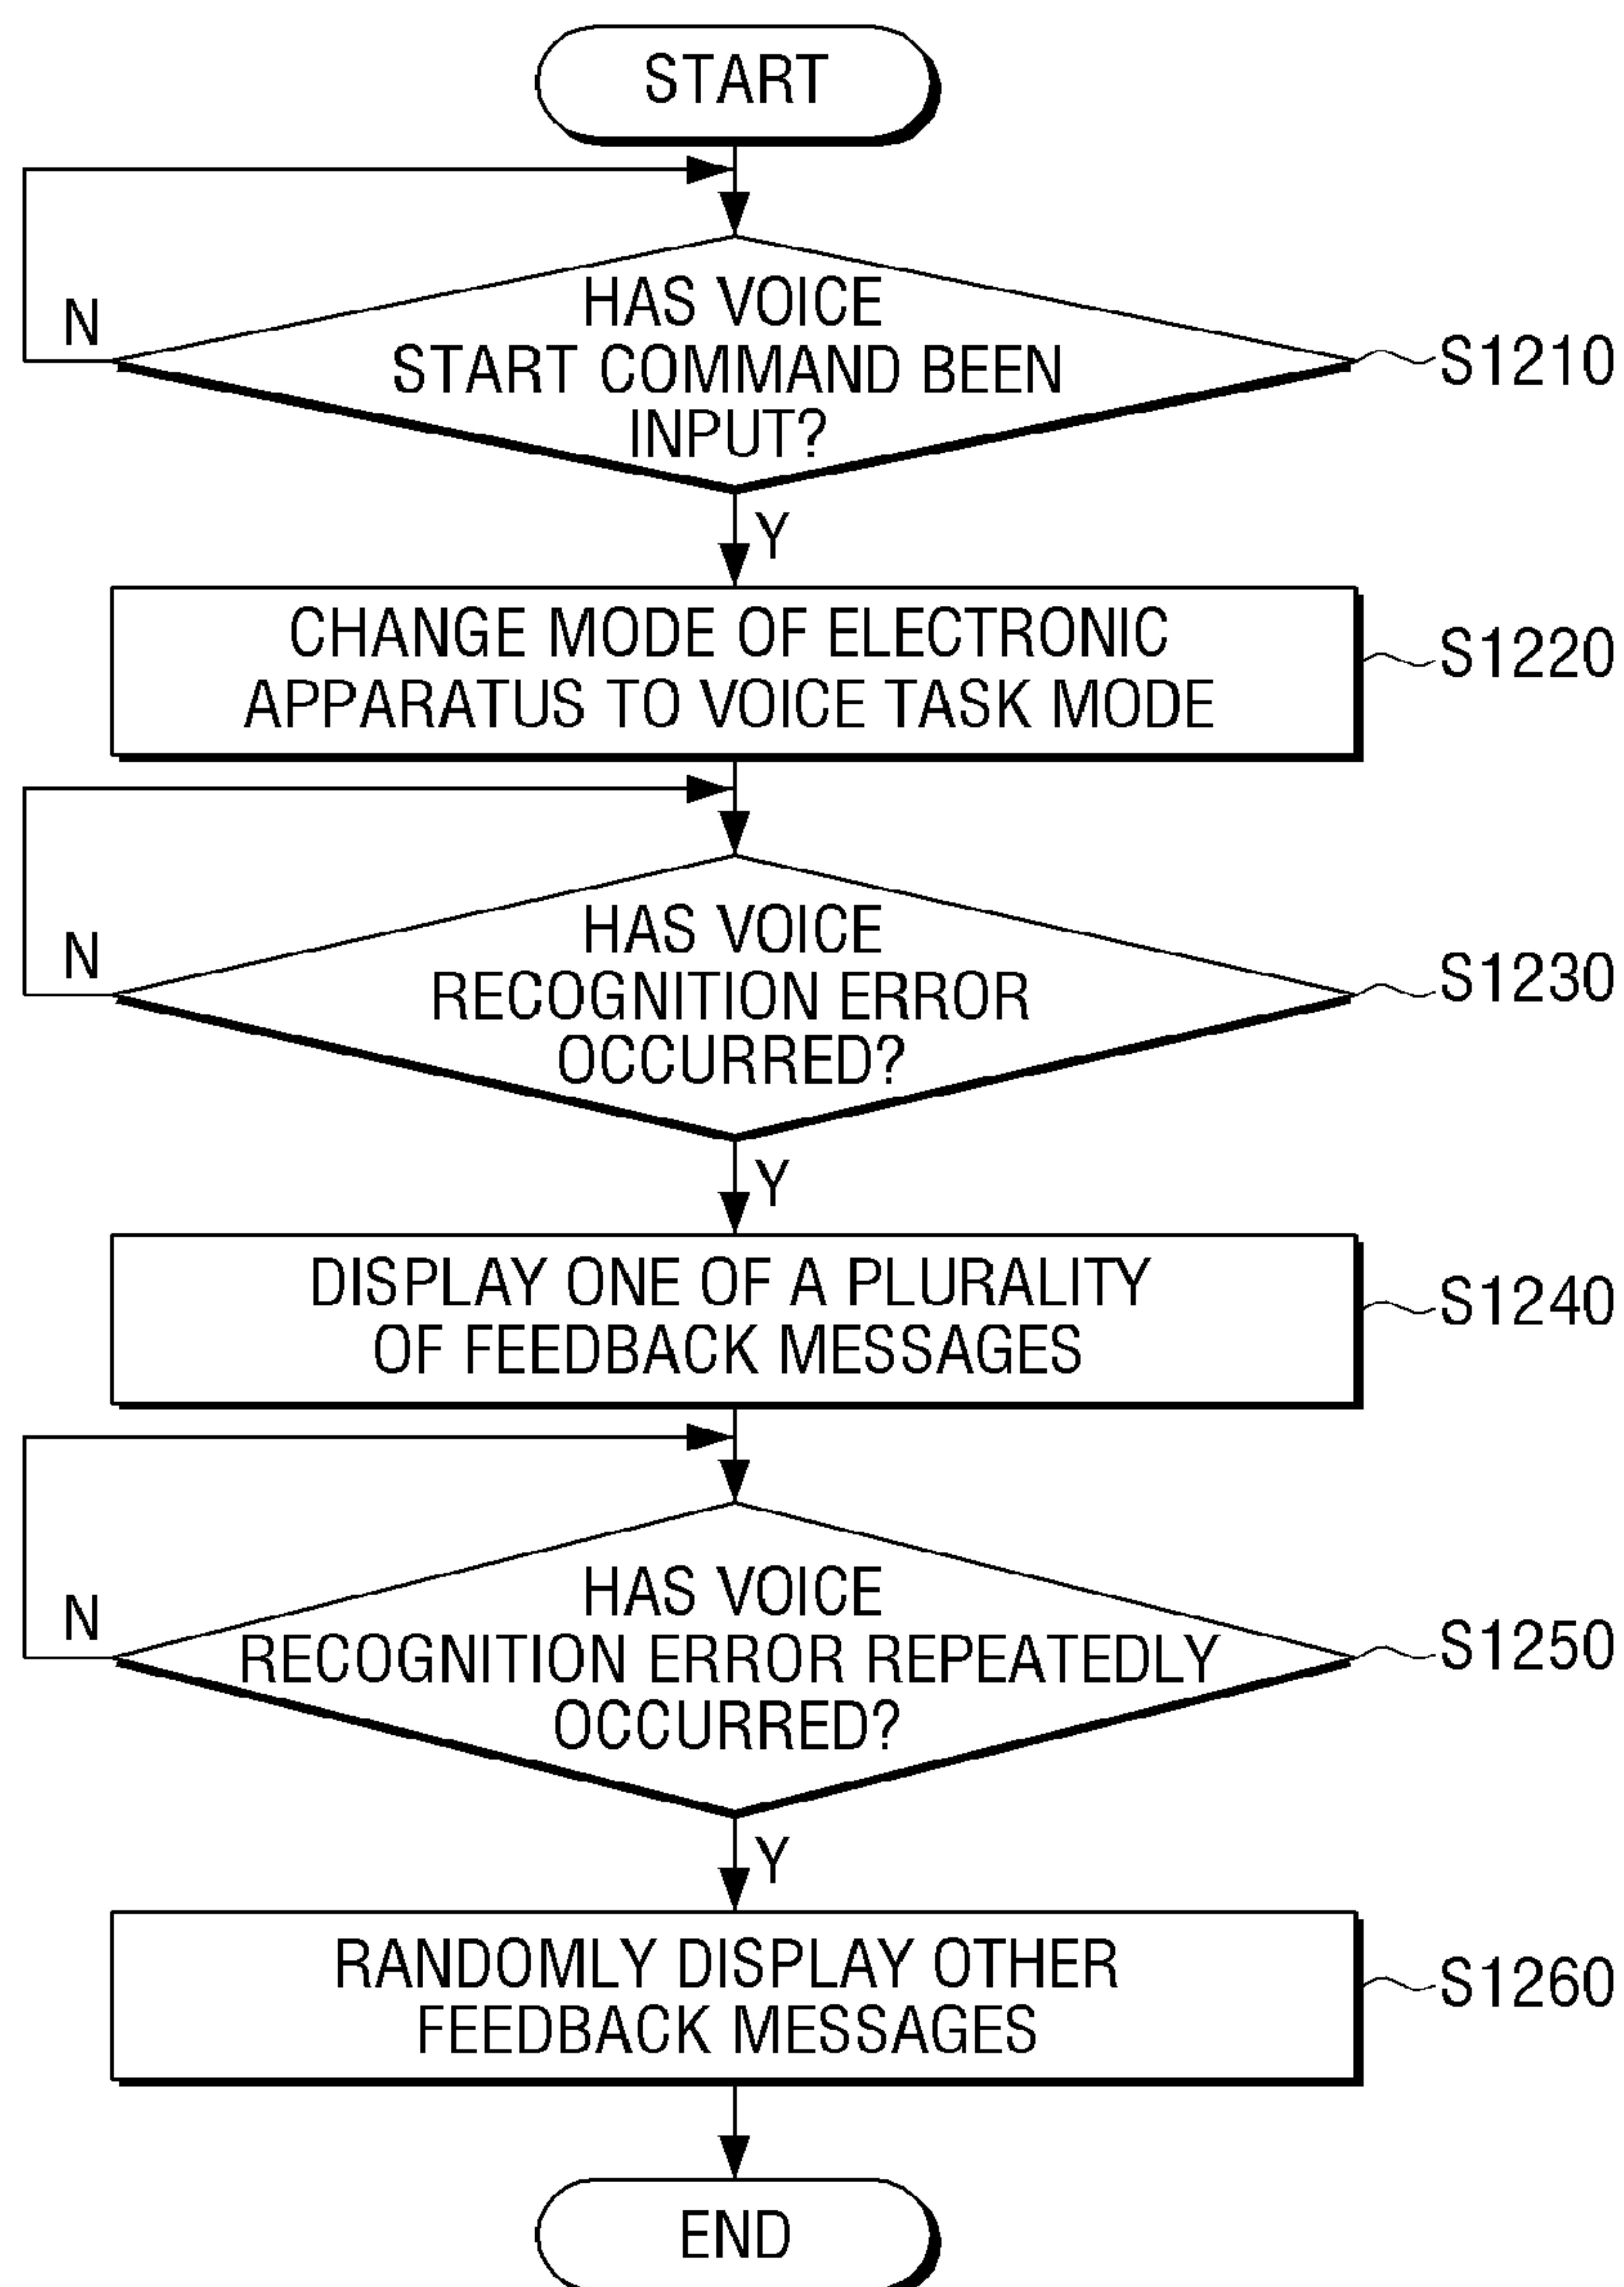 START
N
HAS VOICE
START COMMAND BEEN
INPUT?
S1210
Y
CHANGE MODE OF ELECTRONIC
APPARATUS TO VOICE TASK MODE
S1220
N
HAS VOICE
RECOGNITION ERROR
OCCURRED?
S1230
Y
DISPLAY ONE OF A PLURALITY
OF FEEDBACK MESSAGES
S1240
N
HAS VOICE
RECOGNITION ERROR REPEATEDLY
OCCURRED?
S1250
Y
RANDOMLY DISPLAY OTHER
FEEDBACK MESSAGES
S1260
END